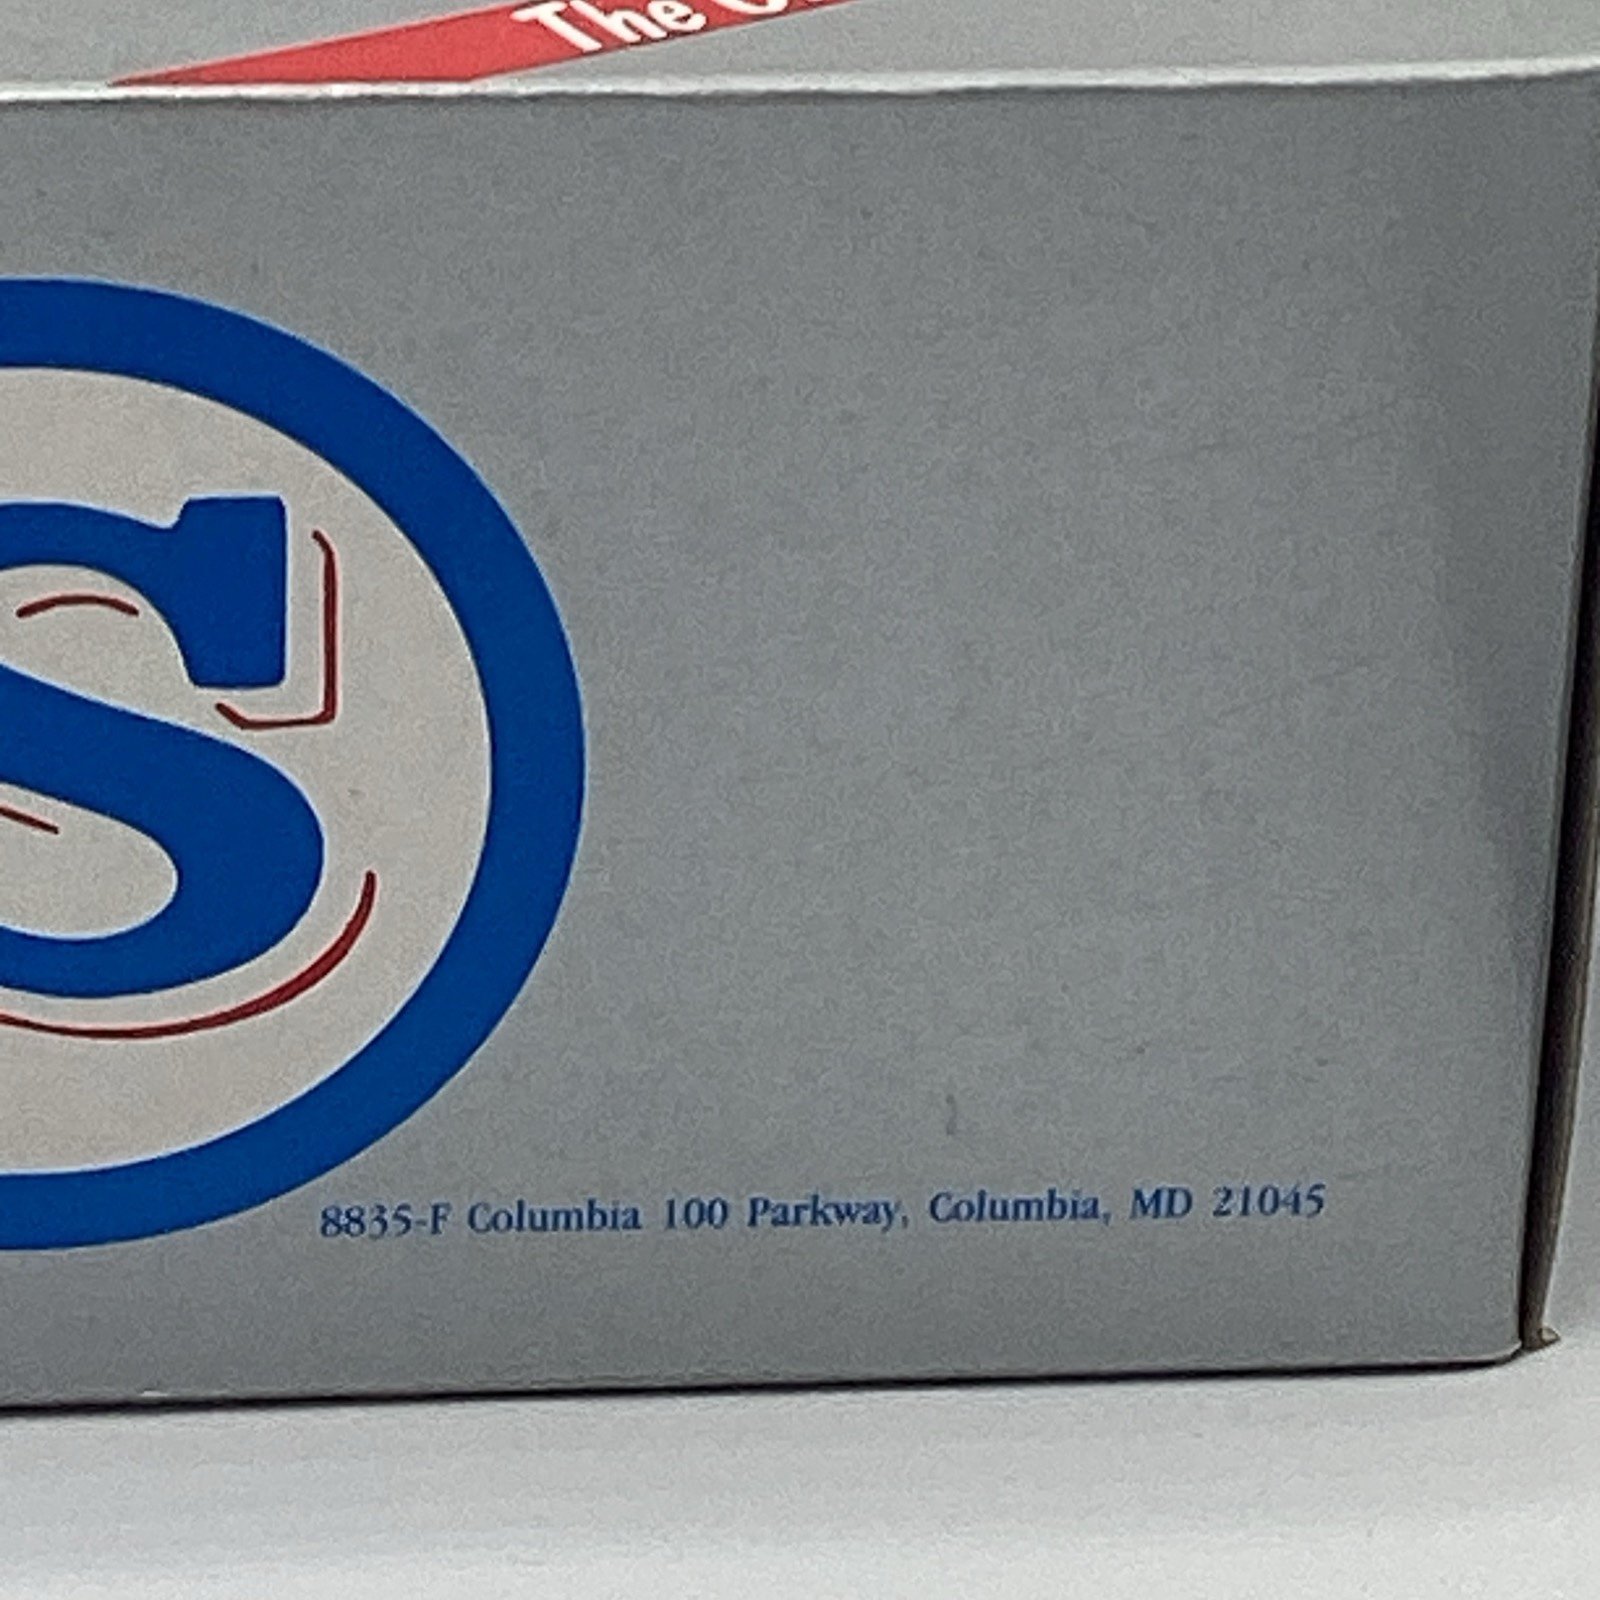 The
S
8835-F Columbia 100 Parkway, Columbia, MD 21045